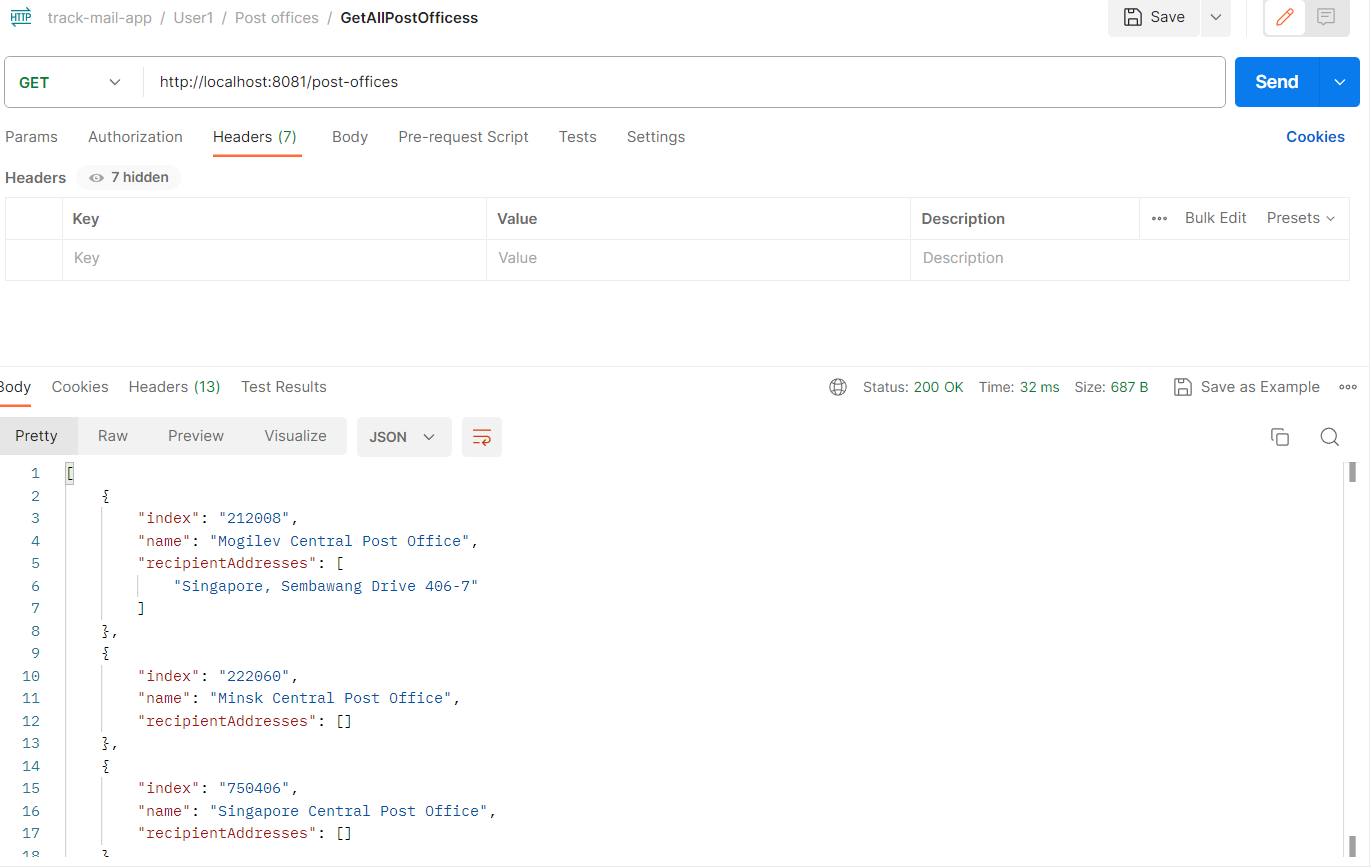 HTTP track-mail-app / User1 / Post offices / GetAllPostOfficess Save
GET http://localhost:8081/post-offices Send
Params Authorization Headers (7) Body Pre-request Script Tests Settings Cookies
Headers 7 hidden
Key Value Description ••• Bulk Edit Presets
Key Value Description
Body Cookies Headers (13) Test Results Status: 200 OK Time: 32 ms Size: 687 B Save as Example
Pretty Raw Preview Visualize JSON
1 [
2 {
3 "index": "212008",
4 "name": "Mogilev Central Post Office",
5 "recipientAddresses": [
6 "Singapore, Sembawang Drive 406-7"
7 ]
8 },
9 {
10 "index": "222060",
11 "name": "Minsk Central Post Office",
12 "recipientAddresses": []
13 },
14 {
15 "index": "750406",
16 "name": "Singapore Central Post Office",
17 "recipientAddresses": []
18 }